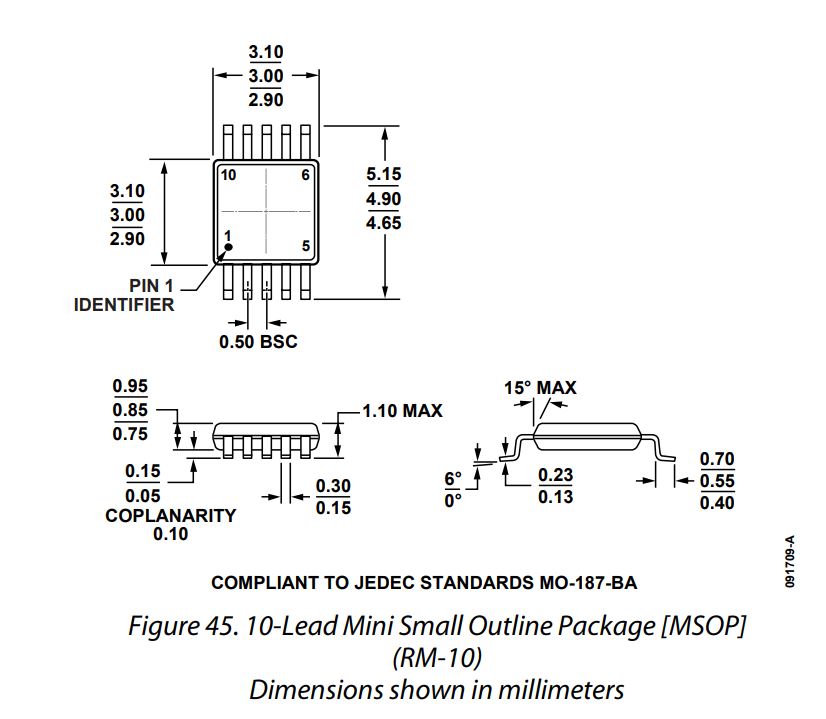 3.10
3.00
2.90
10
6
5.15
4.90
4.65
3.10
3.00
2.90
1
5
PIN 1
IDENTIFIER
0.50 BSC
0.95
0.85
0.75
1.10 MAX
15° MAX
0.15
0.05
COPLANARITY
0.10
0.30
0.15
6°
0°
0.23
0.13
0.70
0.55
0.40
091709-A
COMPLIANT TO JEDEC STANDARDS MO-187-BA
Figure 45. 10-Lead Mini Small Outline Package [MSOP]
(RM-10)
Dimensions shown in millimeters